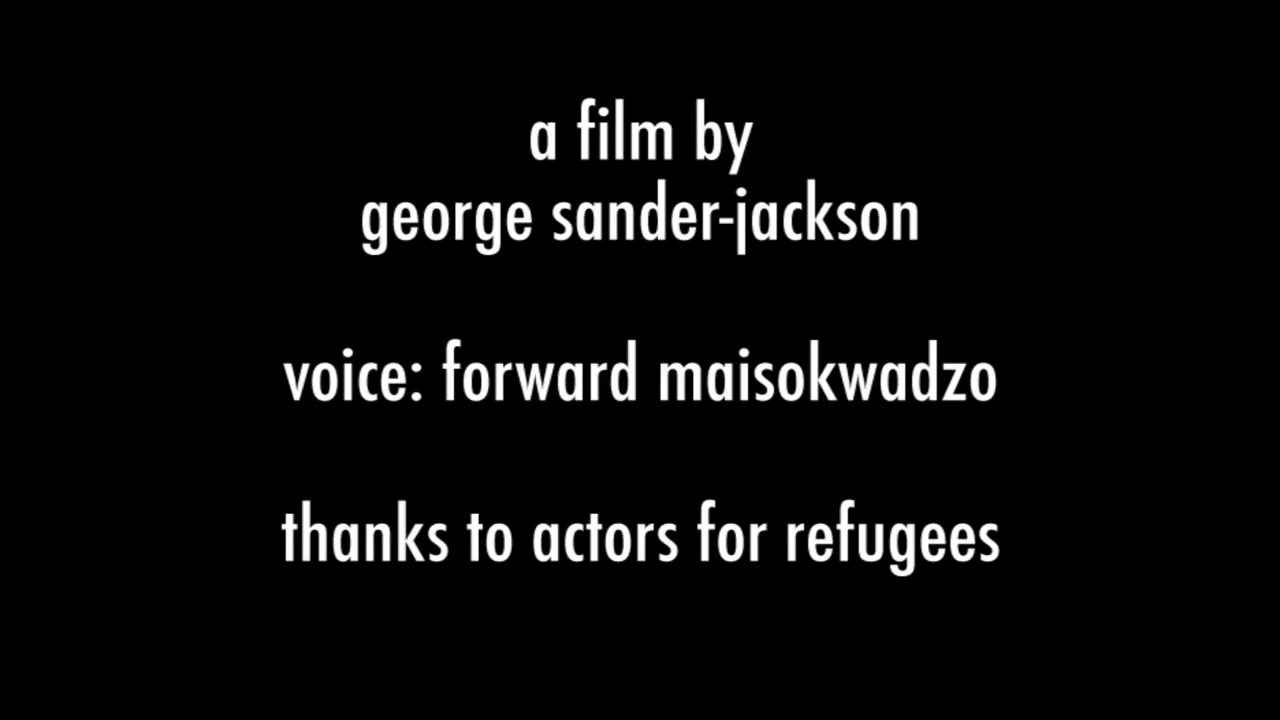 a film by
george sander-jackson
voice: forward maisokwadzo
thanks to actors for refugees